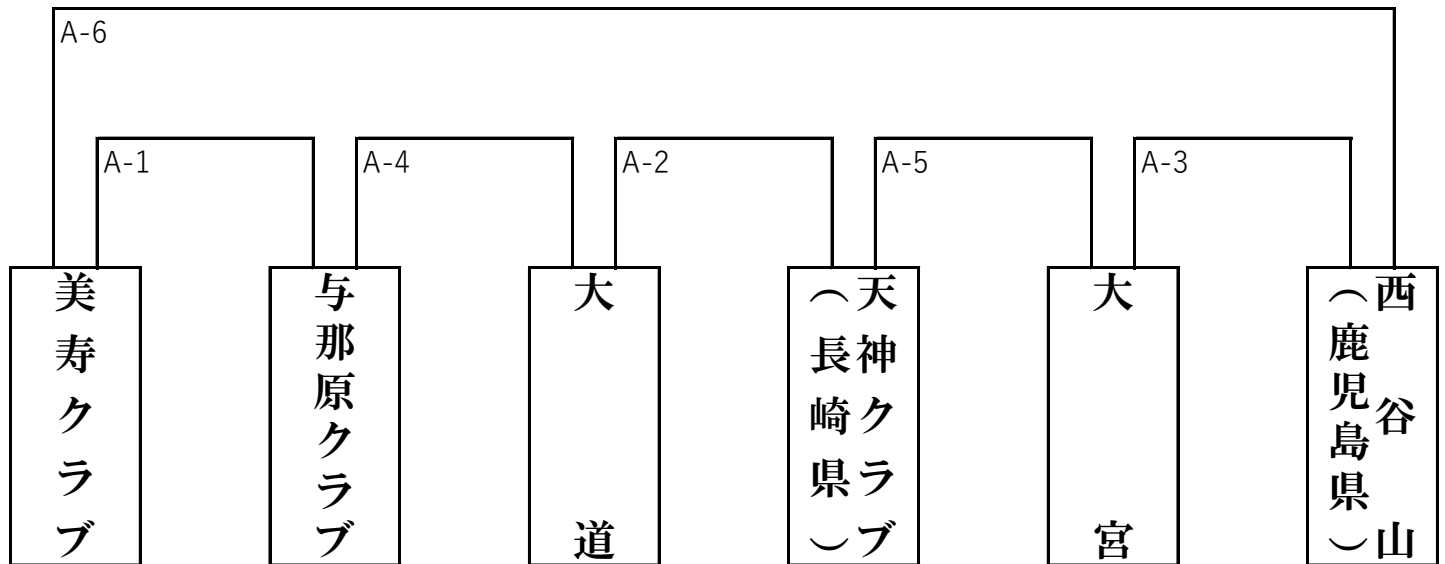 A-6
A-1
A-4
A-2
A-5
A-3
美寿クラブ
与那原クラブ
大道
天神クラブ
（長崎県）
大宮
西谷山
（鹿児島県）